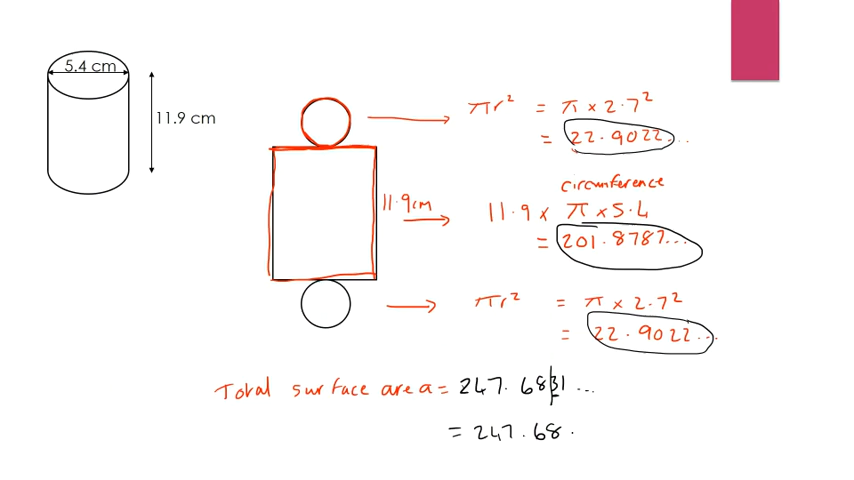 5.4 cm
11.9 cm
πr² = π × 2.7²
= 22.9022...
11.9cm
circumference
11.9 × π × 5.4
= 201.8787...
πr² = π × 2.7²
= 22.9022...
Total surface area = 247.6831...
= 247.68.